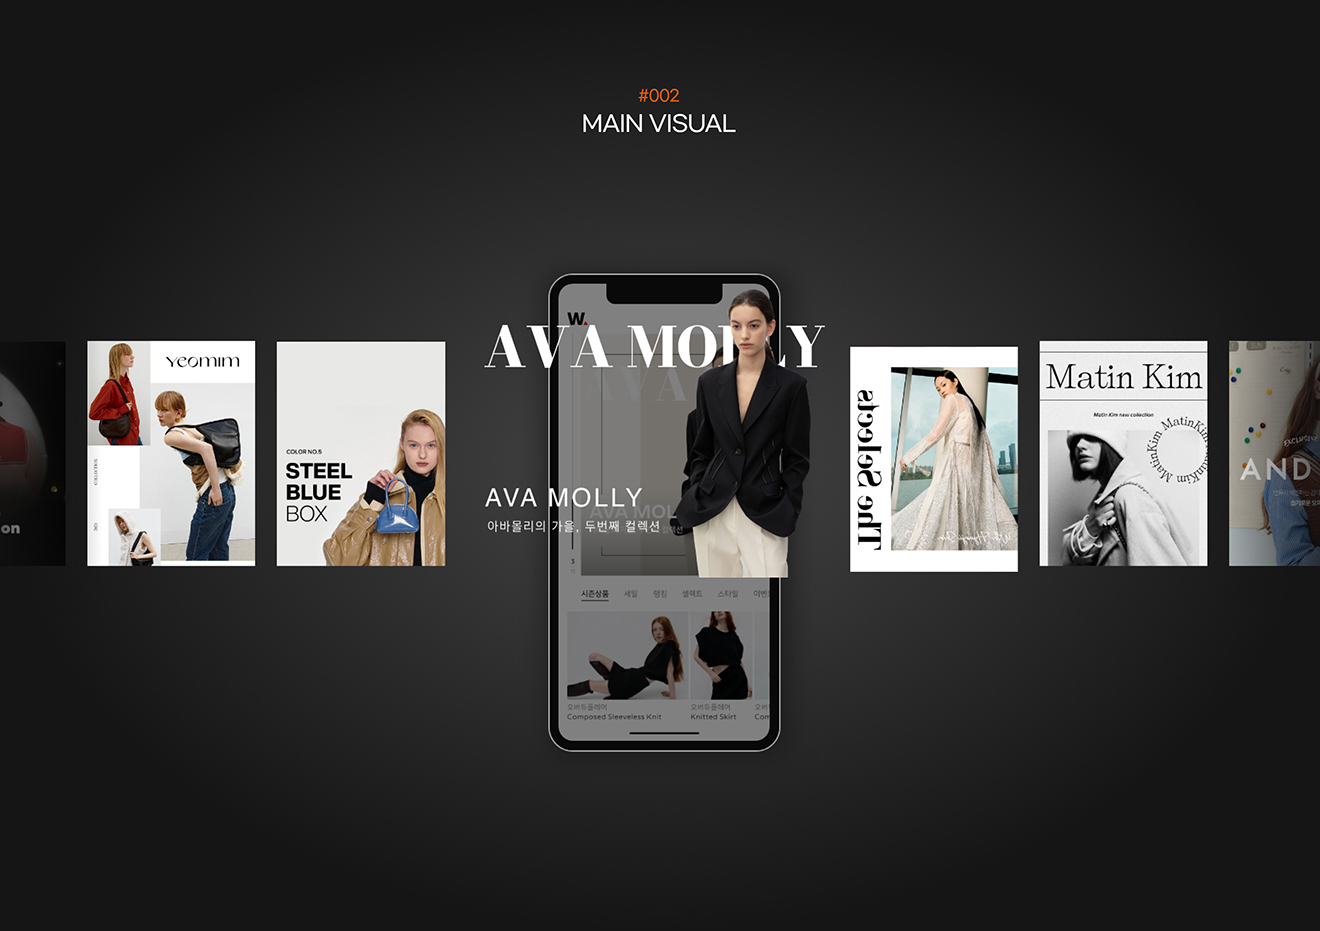 #002
MAIN VISUAL
on
Yeomim
COLOR NO.5
STEEL
BLUE
BOX
W.
AVA MOLLY
AVA MOLLY
아바몰리의 가을, 두번째 컬렉션
3
시즌상품 세일 랭킹 셀렉트 스타일 이벤트
오버듀플레어
Composed Sleeveless Knit
오버듀플레어
Knitted Skirt
오버듀
Com
The Selects
Matin Kim
Matin Kim new collection
MatinKim MatinKim MatinKim
EXCLUSIVE
AND